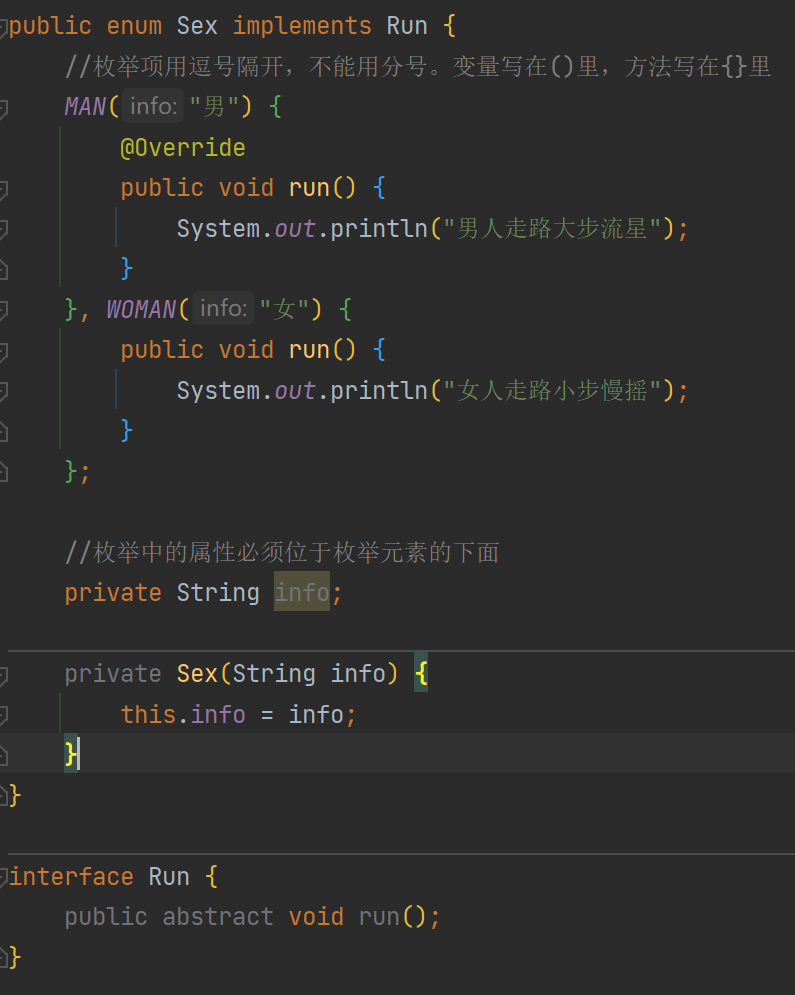 public enum Sex implements Run {
    //枚举项用逗号隔开，不能用分号。变量写在()里，方法写在{}里
    MAN( info: "男") {
        @Override
        public void run() {
            System.out.println("男人走路大步流星");
        }
    }, WOMAN( info: "女") {
        public void run() {
            System.out.println("女人走路小步慢摇");
        }
    };
    //枚举中的属性必须位于枚举元素的下面
    private String info;
    private Sex(String info) {
        this.info = info;
    }
}
interface Run {
    public abstract void run();
}